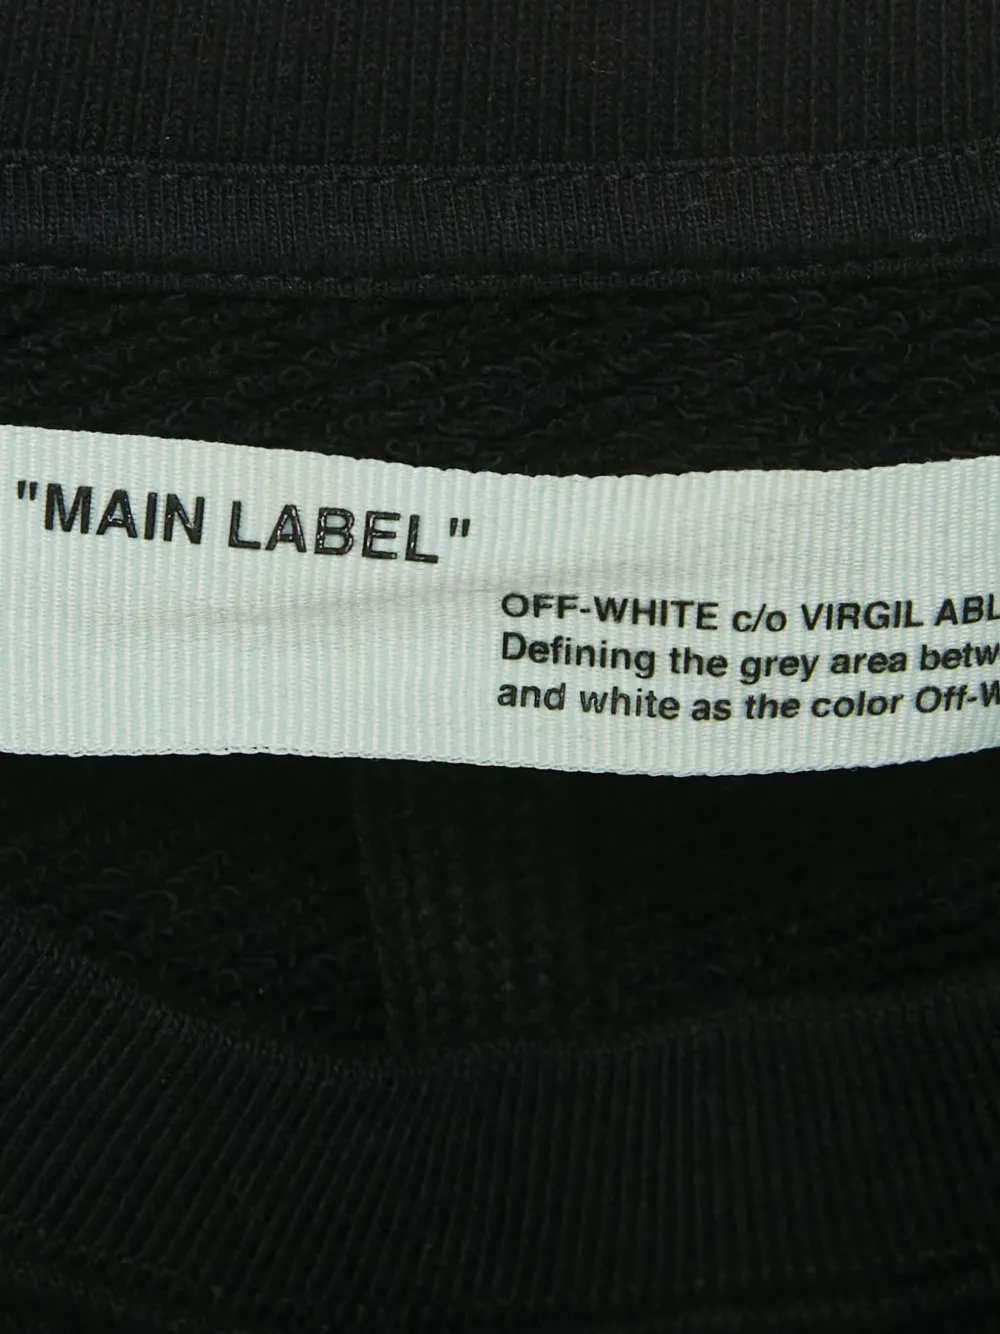 "MAIN LABEL"
OFF-WHITE c/o VIRGIL ABL
Defining the grey area betw
and white as the color Off-W